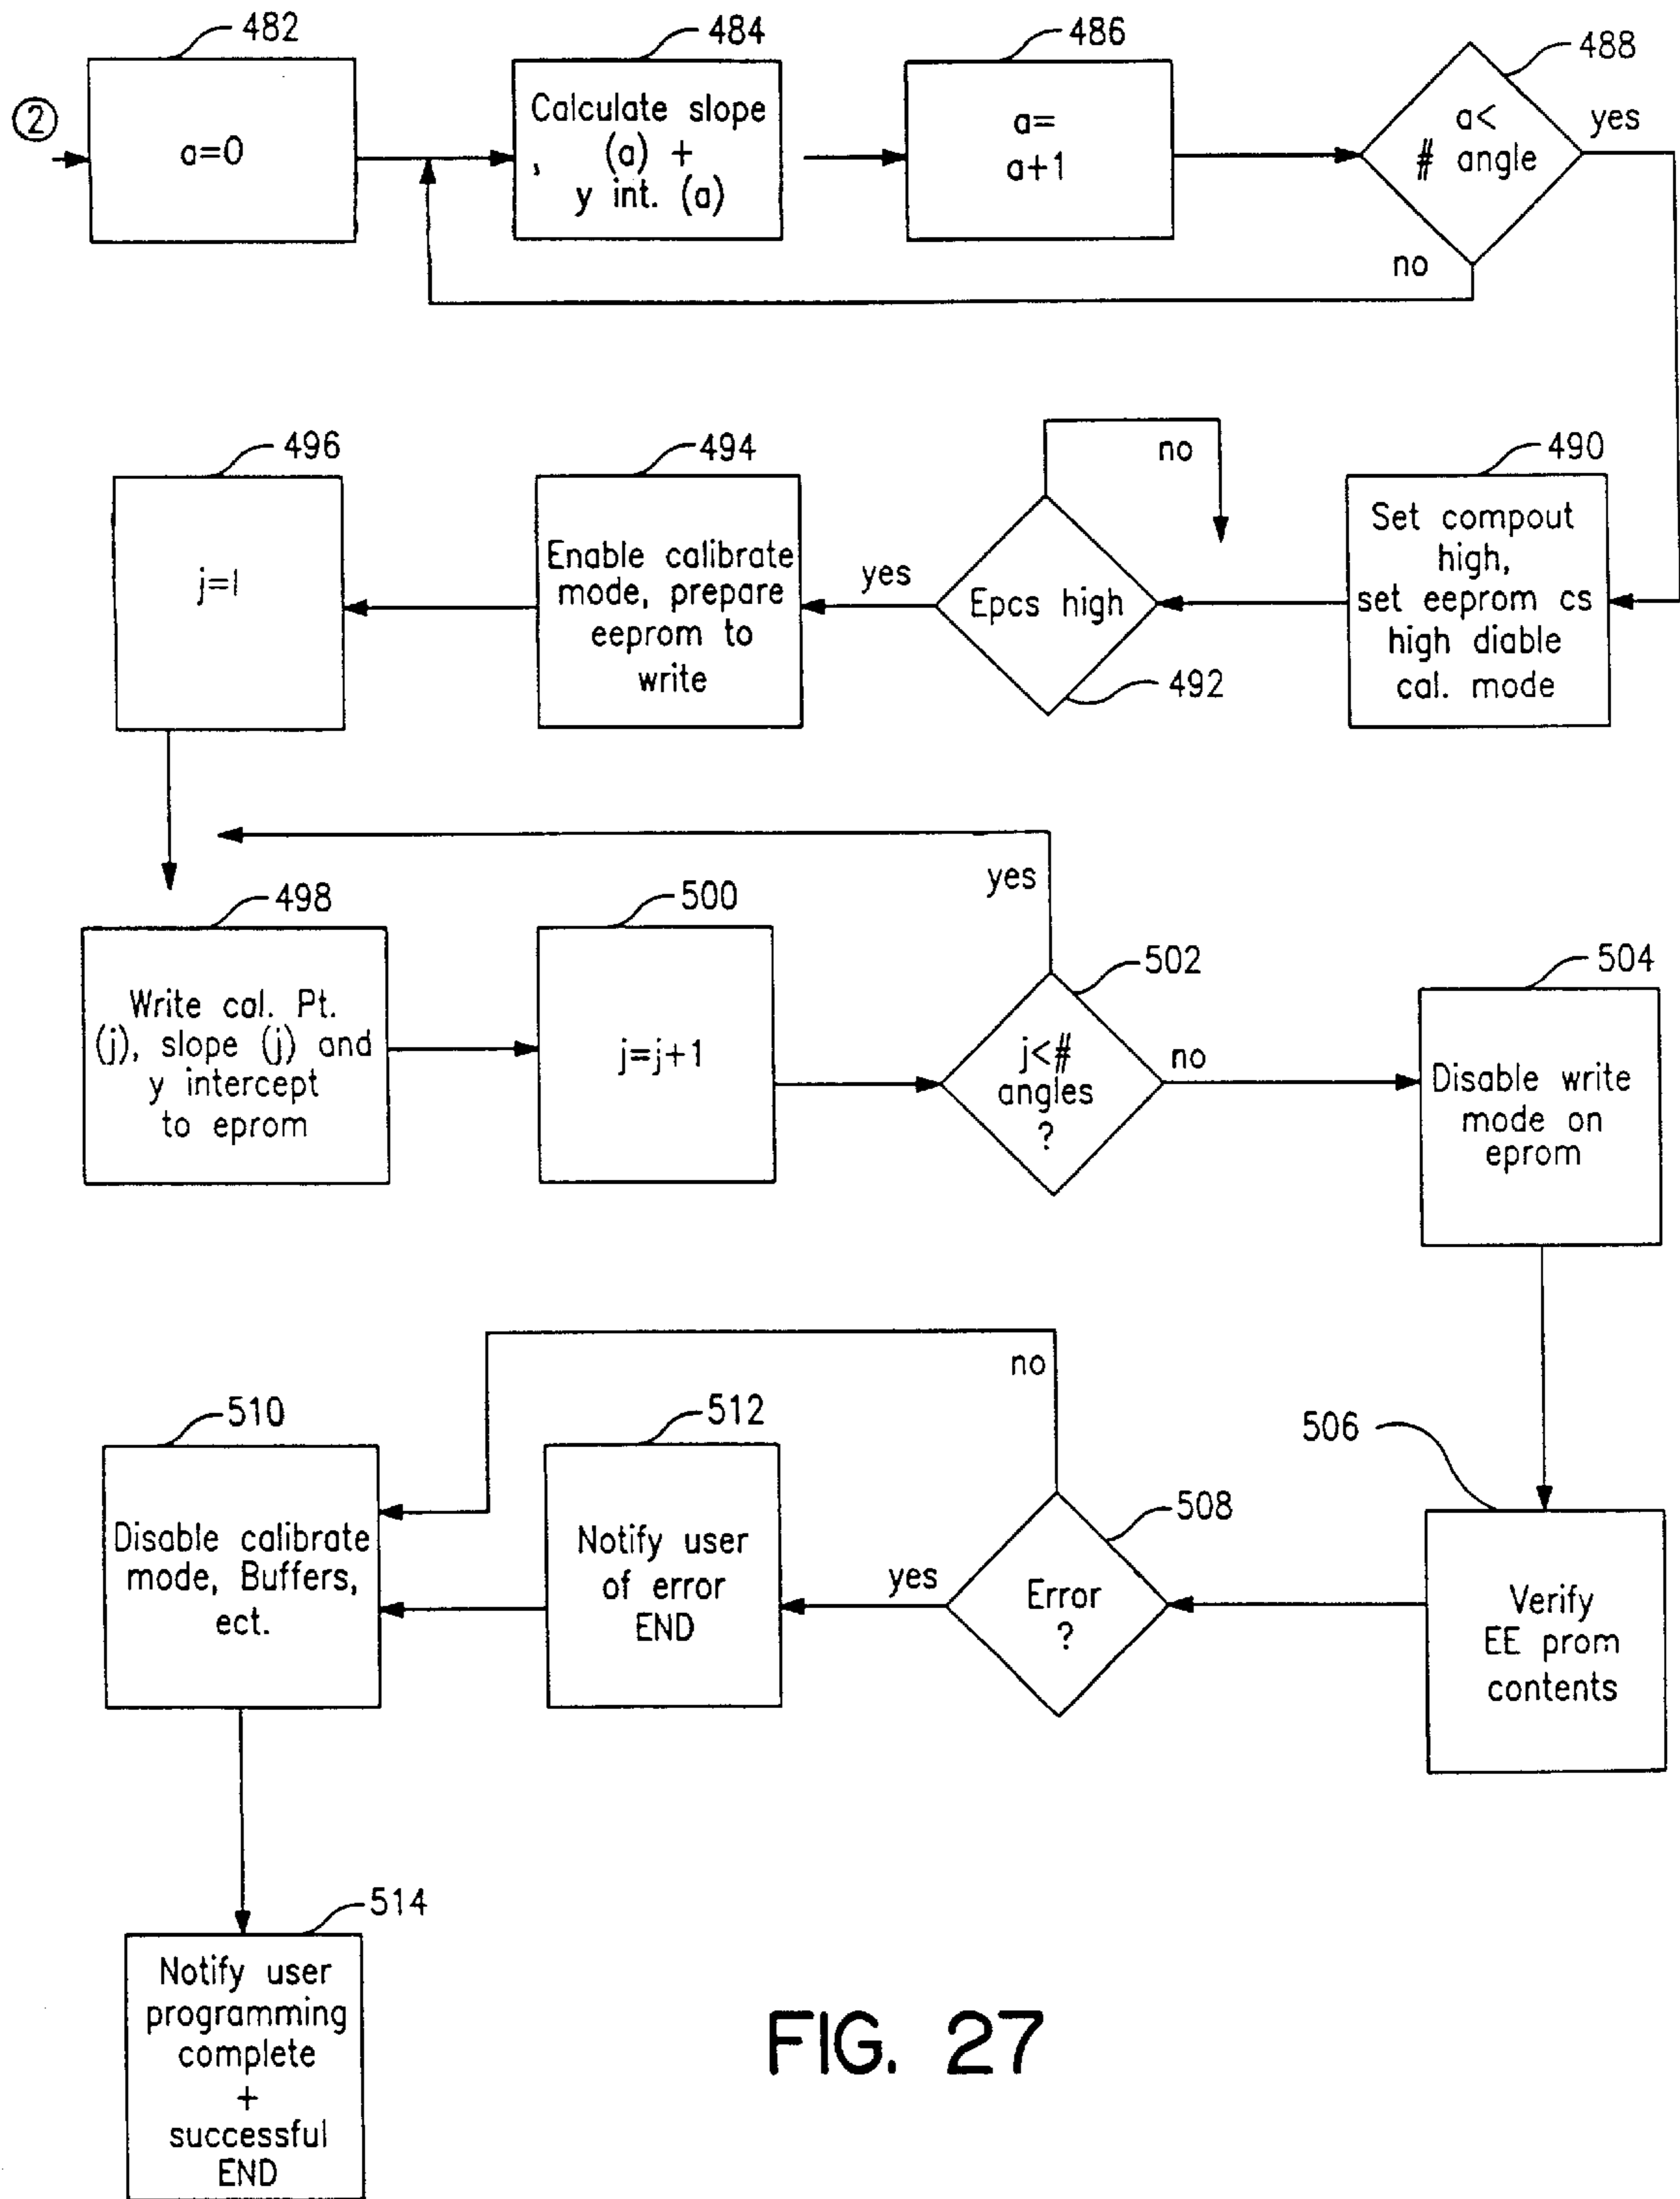 482
484
486
488
2
a=0
Calculate slope
, (a) +
y int. (a)
a=
a+1
a<
# angle
yes
no
496
494
490
no
j=1
Enable calibrate
mode, prepare
eeprom to
write
yes
Epcs high
492
Set compout
high,
set eeprom cs
high diable
cal. mode
yes
498
500
502
504
Write cal. Pt.
(j), slope (j) and
y intercept
to eprom
j=j+1
j<#
angles
?
no
Disable write
mode on
eprom
no
510
512
508
506
Disable calibrate
mode, Buffers,
ect.
Notify user
of error
END
yes
Error
?
Verify
EE prom
contents
514
Notify user
programming
complete
+
successful
END
FIG. 27